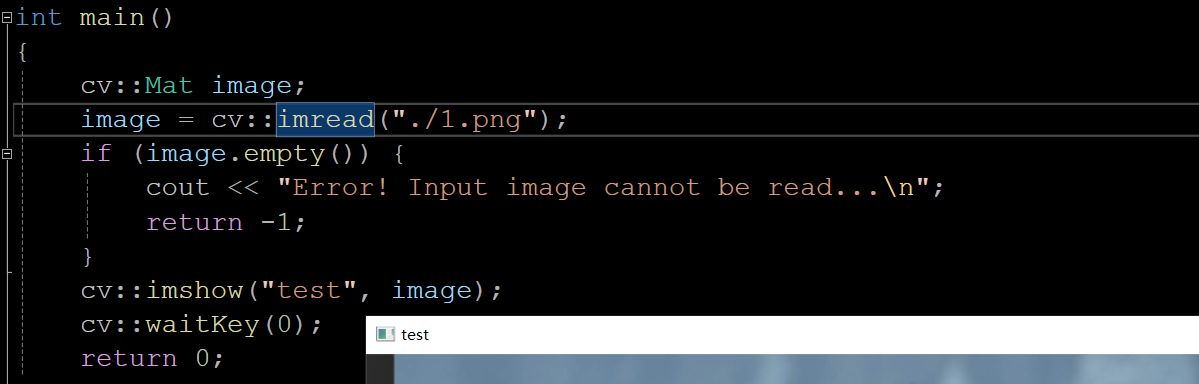 int main()
{
cv::Mat image;
image = cv::imread("./1.png");
if (image.empty()) {
cout << "Error! Input image cannot be read...\n";
return -1;
}
cv::imshow("test", image);
cv::waitKey(0);
test
return 0;